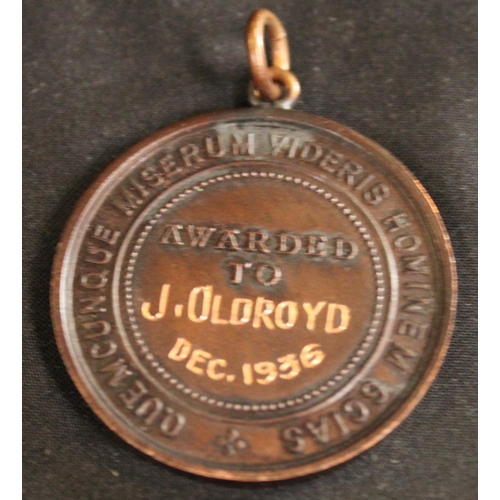 QUEMCUNQUE MISERUM VIDERIS HOMINEM SCIAS
AWARDED
TO
J. OLDROYD
DEC. 1936